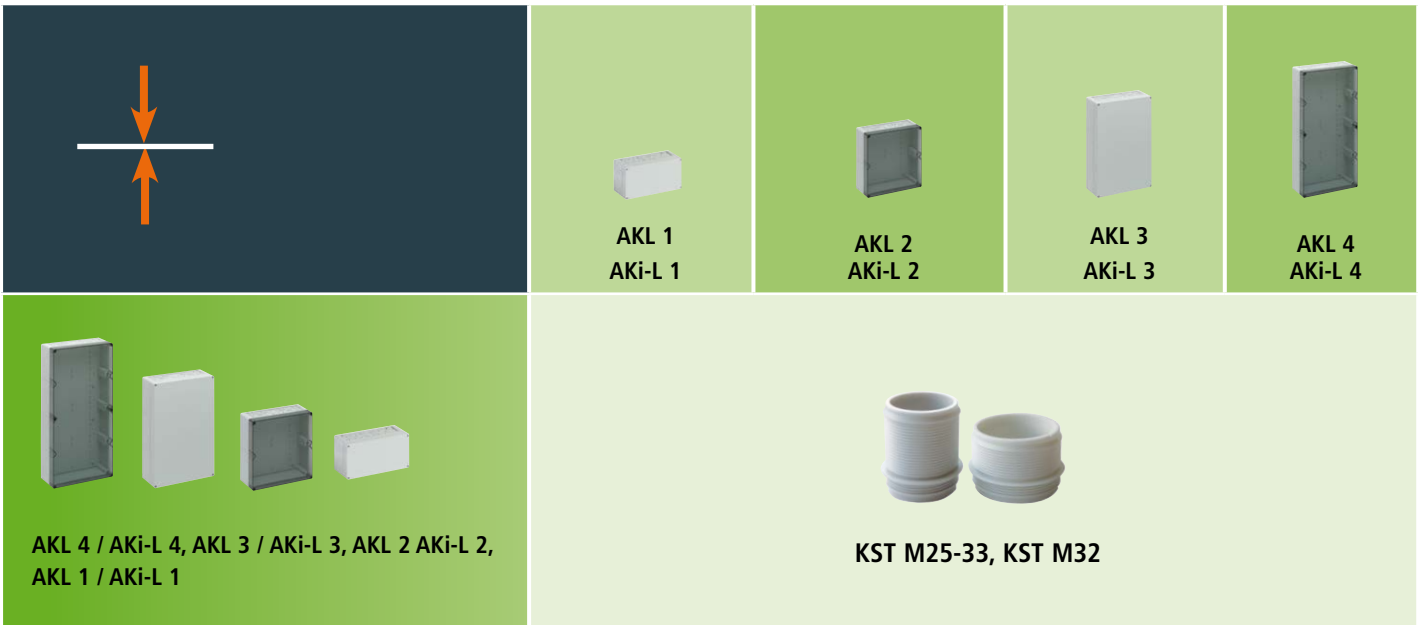 AKL 1
AKi-L 1
AKL 2
AKi-L 2
AKL 3
AKi-L 3
AKL 4
AKi-L 4
AKL 4 / AKi-L 4, AKL 3 / AKi-L 3, AKL 2 AKi-L 2,
AKL 1 / AKi-L 1
KST M25-33, KST M32